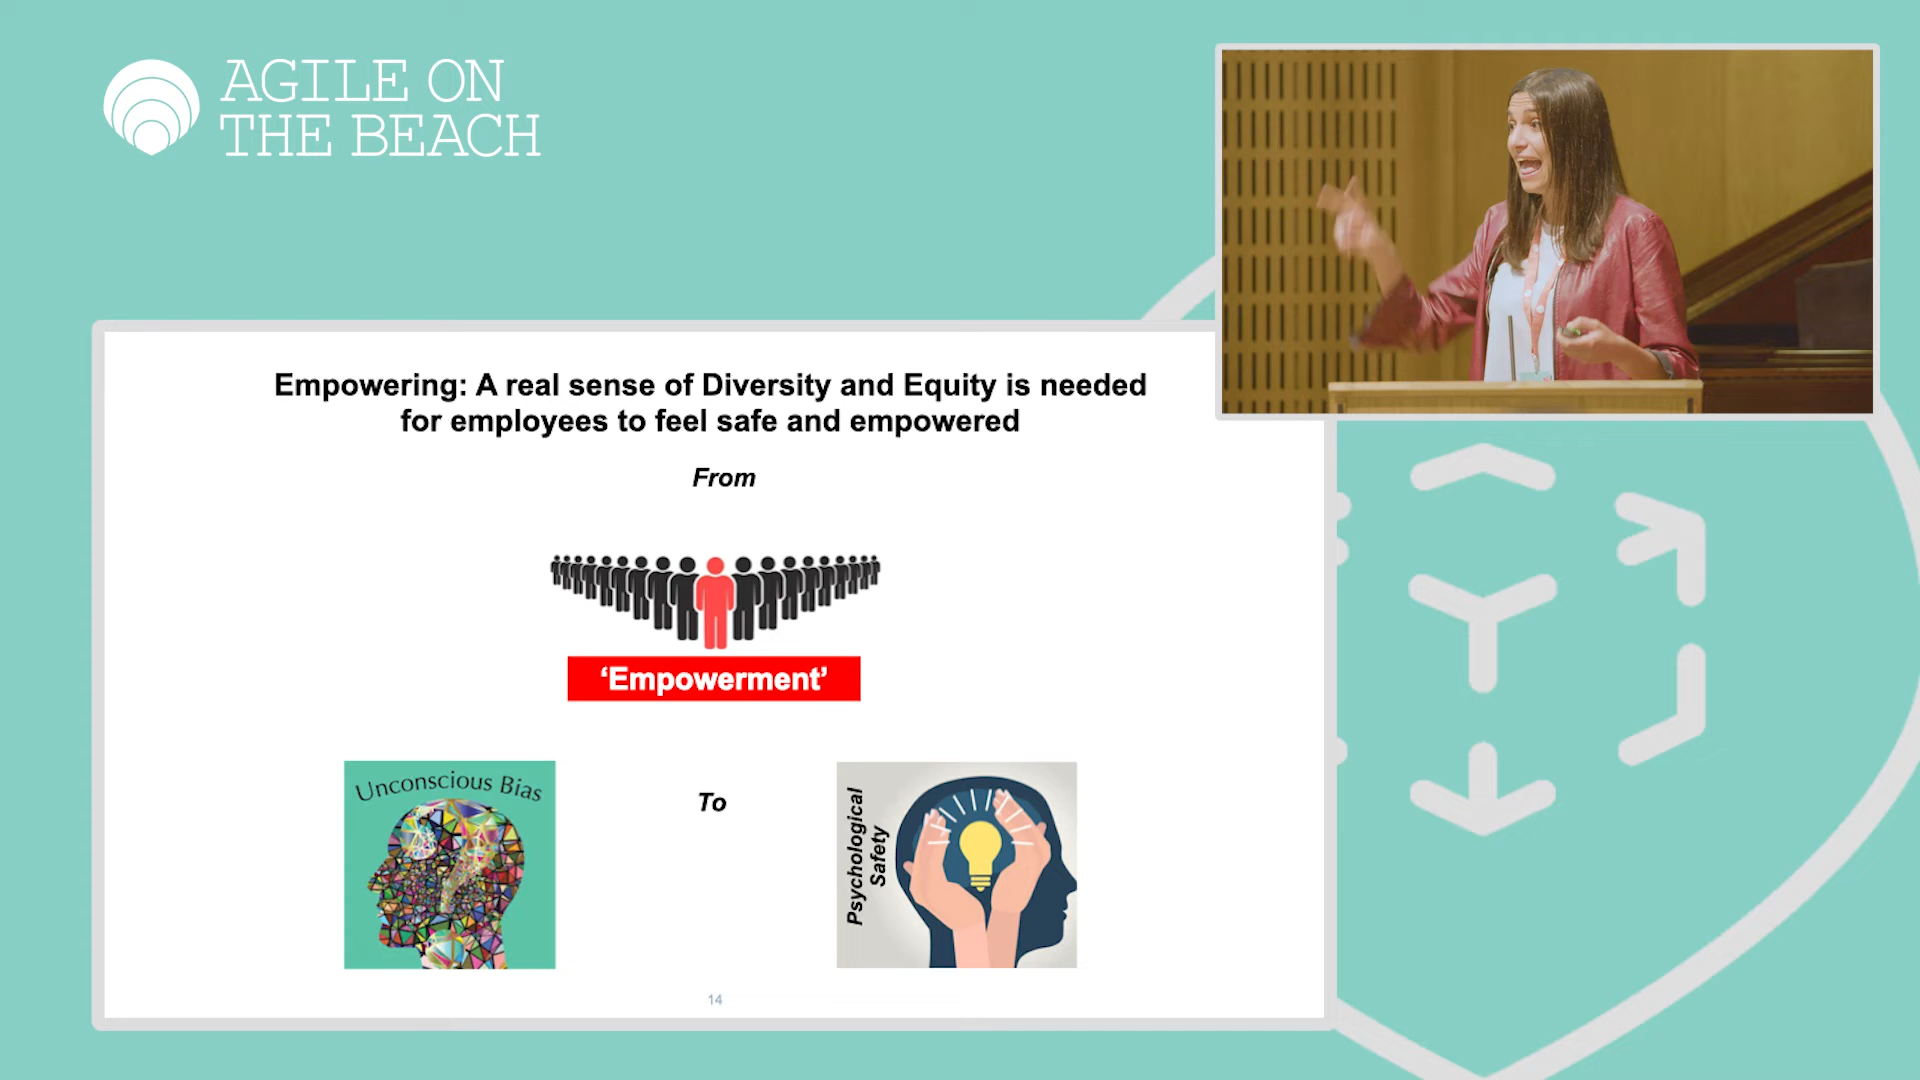 AGILE ON
THE BEACH
Empowering: A real sense of Diversity and Equity is needed
for employees to feel safe and empowered
From
‘Empowerment’
Unconscious Bias
To
Psychological
Safety
14